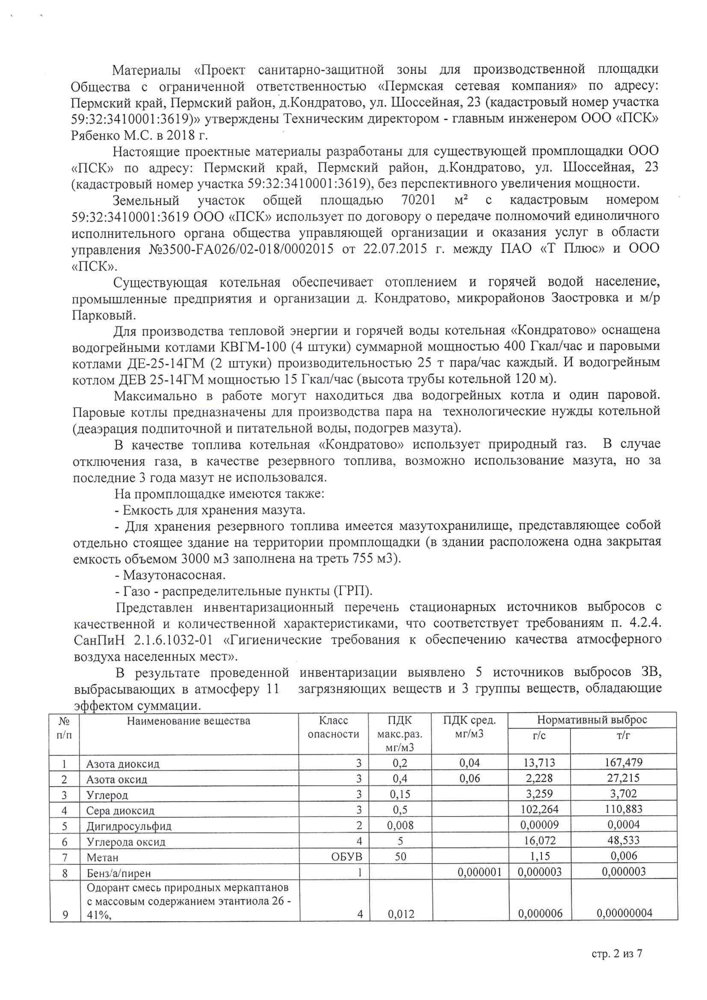 Материалы «Проект санитарно-защитной зоны для производственной площадки
Общества с ограниченной ответственностью «Пермская сетевая компания» по адресу:
Пермский край, Пермский район, д.Кондратово, ул. Шоссейная, 23 (кадастровый номер участка
59:32:3410001:3619)» утверждены Техническим директором - главным инженером ООО «ПСК»
Рябенко М.С. в 2018 г.
Настоящие проектные материалы разработаны для существующей промплощадки ООО
«ПСК» по адресу: Пермский край, Пермский район, д.Кондратово, ул. Шоссейная, 23
(кадастровый номер участка 59:32:3410001:3619), без перспективного увеличения мощности.
Земельный участок общей площадью 70201 м² с кадастровым номером
59:32:3410001:3619 ООО «ПСК» использует по договору о передаче полномочий единоличного
исполнительного органа общества управляющей организации и оказания услуг в области
управления №3500-FA026/02-018/0002015 от 22.07.2015 г. между ПАО «Т Плюс» и ООО
«ПСК».
Существующая котельная обеспечивает отоплением и горячей водой население,
промышленные предприятия и организации д. Кондратово, микрорайонов Заостровка и м/р
Парковый.
Для производства тепловой энергии и горячей воды котельная «Кондратово» оснащена
водогрейными котлами КВГМ-100 (4 штуки) суммарной мощностью 400 Гкал/час и паровыми
котлами ДЕ-25-14ГМ (2 штуки) производительностью 25 т пара/час каждый. И водогрейным
котлом ДЕВ 25-14ГМ мощностью 15 Гкал/час (высота трубы котельной 120 м).
Максимально в работе могут находиться два водогрейных котла и один паровой.
Паровые котлы предназначены для производства пара на технологические нужды котельной
(деаэрация подпиточной и питательной воды, подогрев мазута).
В качестве топлива котельная «Кондратово» использует природный газ. В случае
отключения газа, в качестве резервного топлива, возможно использование мазута, но за
последние 3 года мазут не использовался.
На промплощадке имеются также:
- Емкость для хранения мазута.
- Для хранения резервного топлива имеется мазутохранилище, представляющее собой
отдельно стоящее здание на территории промплощадки (в здании расположена одна закрытая
емкость объемом 3000 м3 заполнена на треть 755 м3).
- Мазутонасосная.
- Газо - распределительные пункты (ГРП).
Представлен инвентаризационный перечень стационарных источников выбросов с
качественной и количественной характеристиками, что соответствует требованиям п. 4.2.4.
СанПиН 2.1.6.1032-01 «Гигиенические требования к обеспечению качества атмосферного
воздуха населенных мест».
В результате проведенной инвентаризации выявлено 5 источников выбросов ЗВ,
выбрасывающих в атмосферу 11 загрязняющих веществ и 3 группы веществ, обладающие
эффектом суммации.
№ Наименование вещества Класс ПДК ПДК сред. Нормативный выброс
п/п опасности макс.раз. мг/м3 г/с т/г
мг/м3
1 Азота диоксид 3 0,2 0,04 13,713 167,479
2 Азота оксид 3 0,4 0,06 2,228 27,215
3 Углерод 3 0,15 3,259 3,702
4 Сера диоксид 3 0,5 102,264 110,883
5 Дигидросульфид 2 0,008 0,00009 0,0004
6 Углерода оксид 4 5 16,072 48,533
7 Метан ОБУВ 50 1,15 0,006
8 Бенз/а/пирен 1 0,000001 0,000003 0,000003
Одорант смесь природных меркаптанов
с массовым содержанием этантиола 26 -
9 41%, 4 0,012 0,000006 0,00000004
стр. 2 из 7